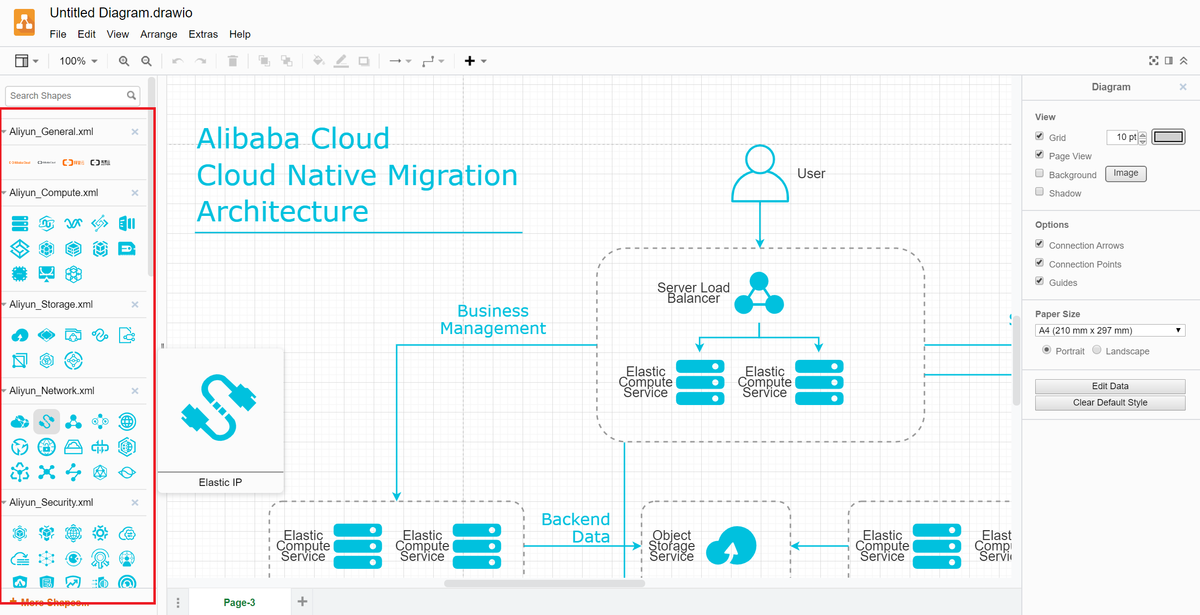 Untitled Diagram.drawio
File Edit View Arrange Extras Help
100%
Search Shapes
Aliyun_General.xml
Aliyun_Compute.xml
Aliyun_Storage.xml
Aliyun_Network.xml
Aliyun_Security.xml
+ More Shapes...
Elastic IP
Alibaba Cloud
Cloud Native Migration
Architecture
User
Server Load
Balancer
Business
Management
Elastic
Compute
Service
Elastic
Compute
Service
Elastic
Compute
Service
Elastic
Compute
Service
Backend
Data
Object
Storage
Service
Elastic
Compute
Service
Page-3
Diagram
View
Grid 10 pt
Page View
Background Image
Shadow
Options
Connection Arrows
Connection Points
Guides
Paper Size
A4 (210 mm x 297 mm)
Portrait Landscape
Edit Data
Clear Default Style